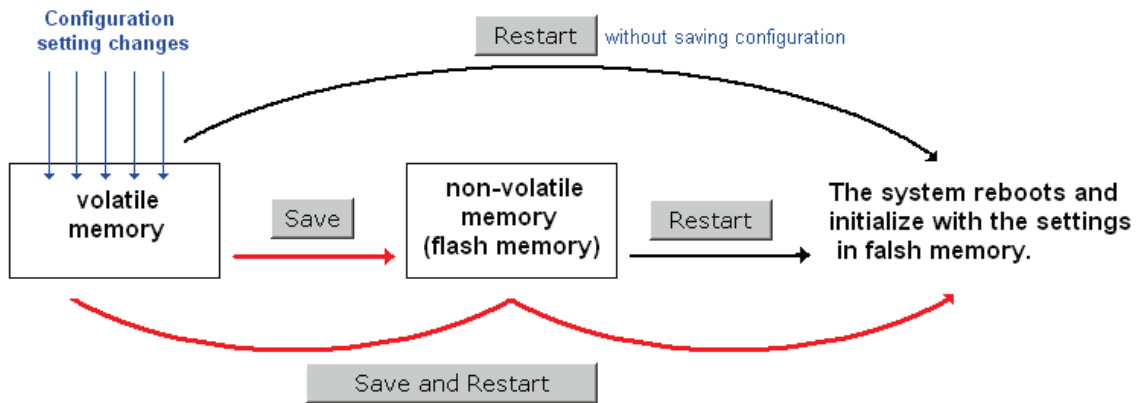 Configuration
setting changes
Restart
without saving configuration
volatile
memory
Save
non-volatile
memory
(flash memory)
Restart
The system reboots and
initialize with the settings
in falsh memory.
Save and Restart